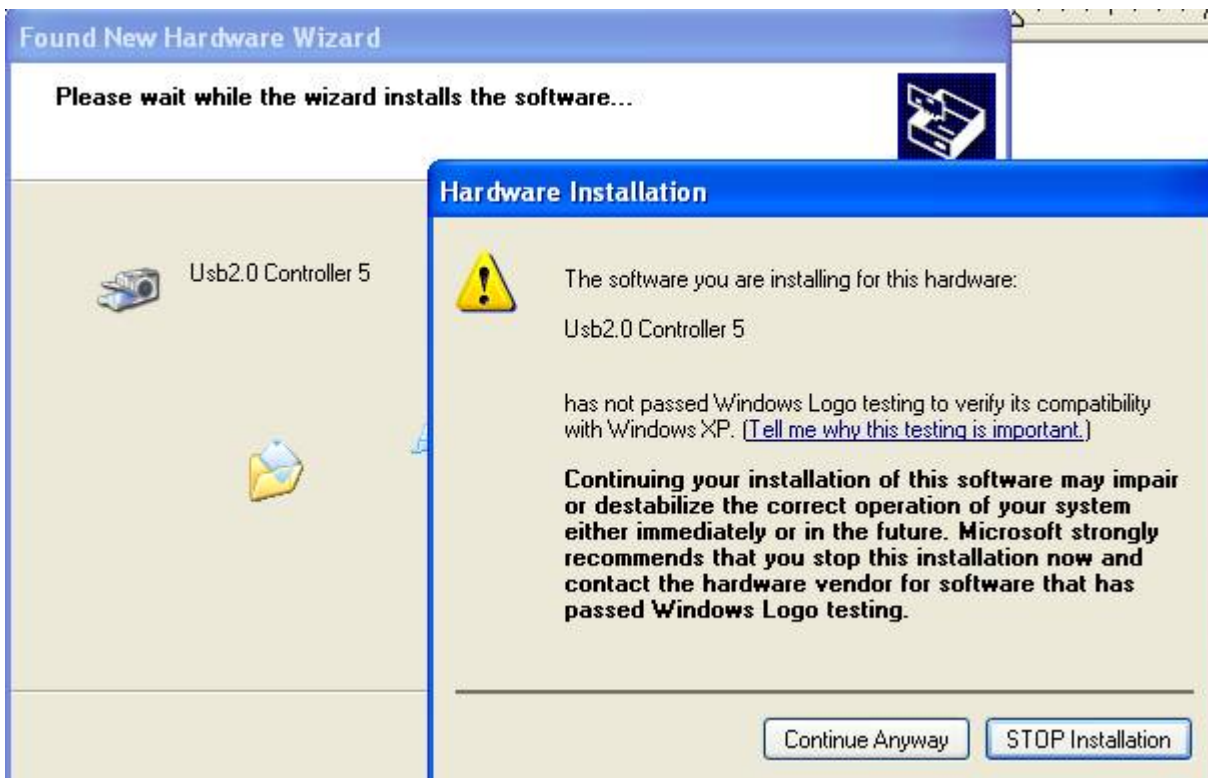 Found New Hardware Wizard
Please wait while the wizard installs the software...
Hardware Installation
Usb2.0 Controller 5
The software you are installing for this hardware:
Usb2.0 Controller 5
has not passed Windows Logo testing to verify its compatibility
with Windows XP. (Tell me why this testing is important.)
Continuing your installation of this software may impair
or destabilize the correct operation of your system
either immediately or in the future. Microsoft strongly
recommends that you stop this installation now and
contact the hardware vendor for software that has
passed Windows Logo testing.
Continue Anyway
STOP Installation